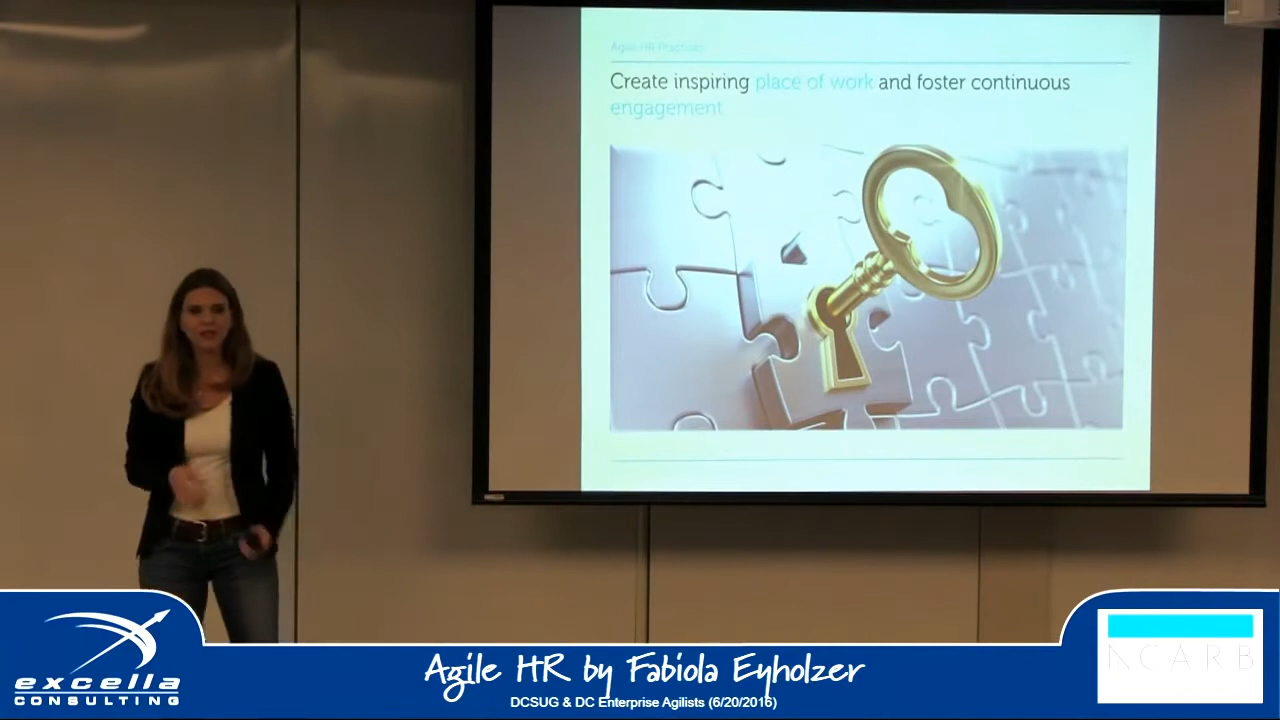 Agile HR Practices
Create inspiring place of work and foster continuous
engagement
excella
CONSULTING
Agile HR by Fabiola Eyholzer
DCSUG & DC Enterprise Agilists (6/20/2016)
NCARB